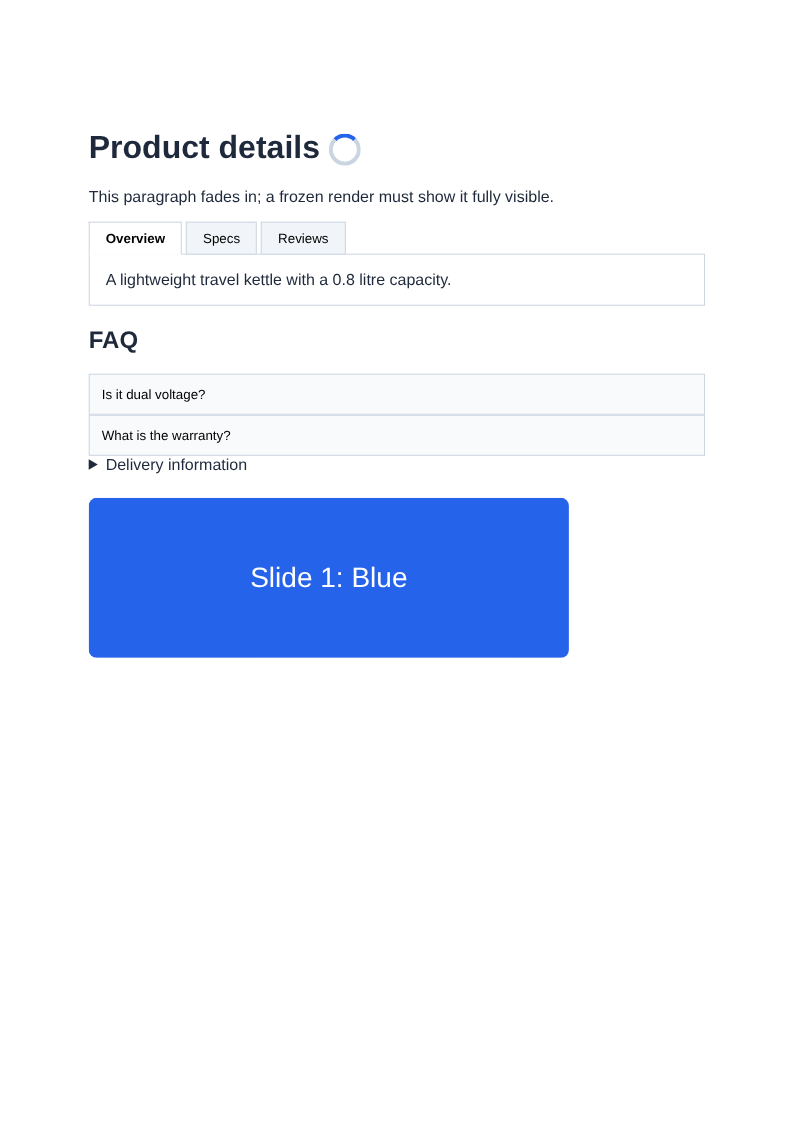 Product details
This paragraph fades in; a frozen render must show it fully visible.
Overview Specs Reviews
A lightweight travel kettle with a 0.8 litre capacity.
FAQ
Is it dual voltage?
What is the warranty?
Delivery information
Slide 1: Blue